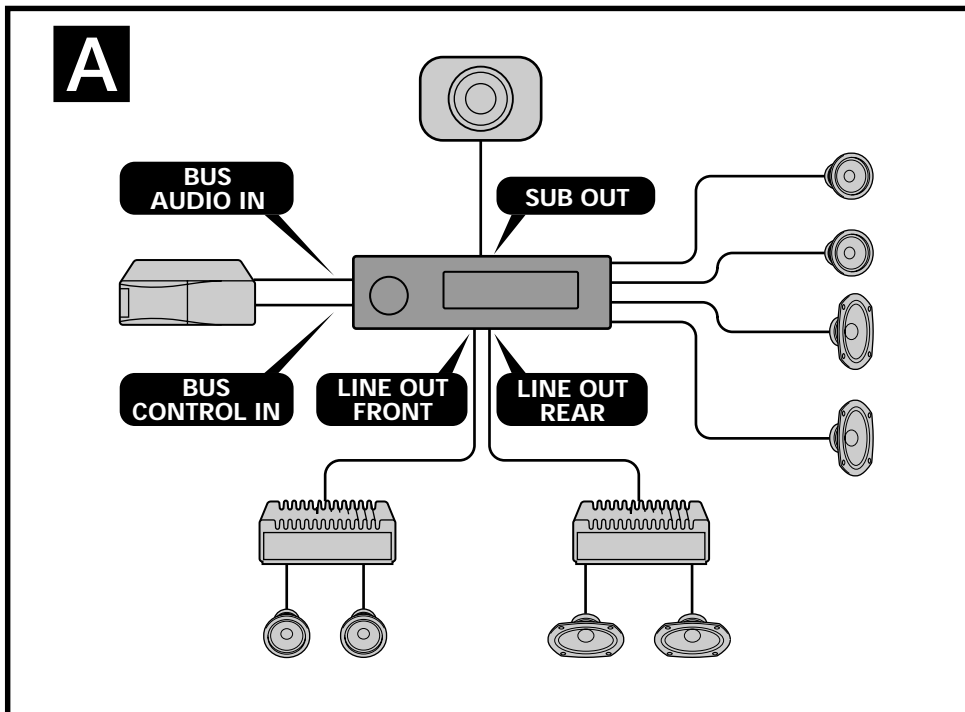 A
BUS
AUDIO IN
SUB OUT
BUS
CONTROL IN
LINE OUT
FRONT
LINE OUT
REAR